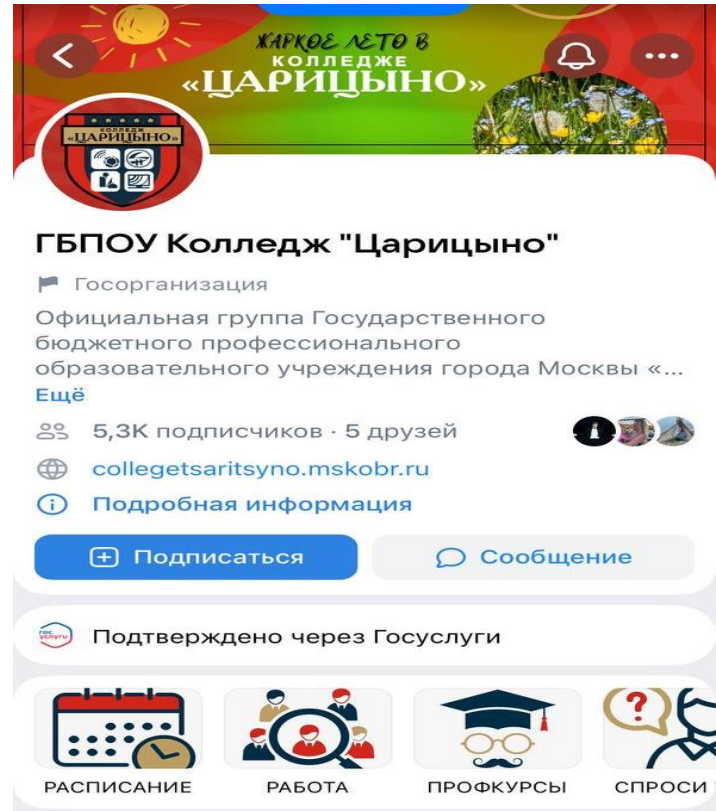 ЖАРКОЕ ЛЕТО В
КОЛЛЕДЖЕ
«ЦАРИЦЫНО»
КОЛЛЕДЖ
«ЦАРИЦЫНО»
ГБПОУ Колледж "Царицыно"
Госорганизация
Официальная группа Государственного
бюджетного профессионального
образовательного учреждения города Москвы «...
Ещё
5,3K подписчиков · 5 друзей
collegetsaritsyno.mskobr.ru
Подробная информация
Подписаться
Сообщение
гос
услуги
Подтверждено через Госуслуги
РАСПИСАНИЕ
РАБОТА
ПРОФКУРСЫ
СПРОСИ